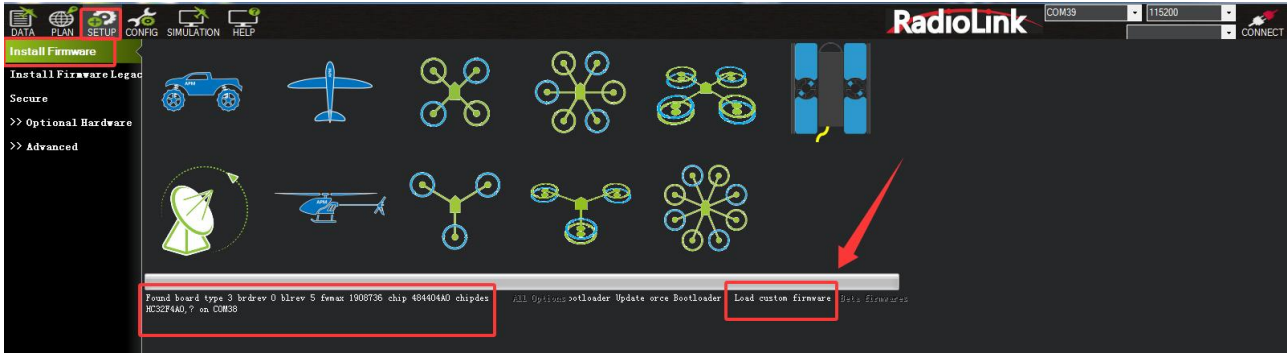 RadioLink
COM39
115200
DATA
PLAN
SETUP
CONFIG
SIMULATION
HELP
CONNECT
Install Firmware
Install Firmware Legac
Secure
>> Optional Hardware
>> Advanced
APM
APM
Found board type 3 brdrev 0 blrev 5 fwmax 1908736 chip 484404A0 chipdes
HC32F4A0,? on COM38
All Options
ootloader Update
orce Bootloader
Load custom firmware
Beta firmwares